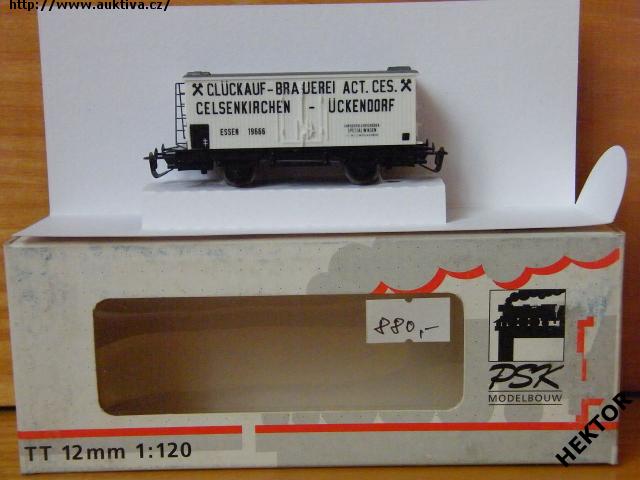 http://www.auktiva.cz/
⚒ GLÜCKAUF-BRAUEREI ACT. GES. ⚒
GELSENKIRCHEN - ÜCKENDORF
ESSEN 19666
SPEZIALWAGEN
880,-
PSK
MODELBOUW
TT 12mm 1:120
HEKTOR